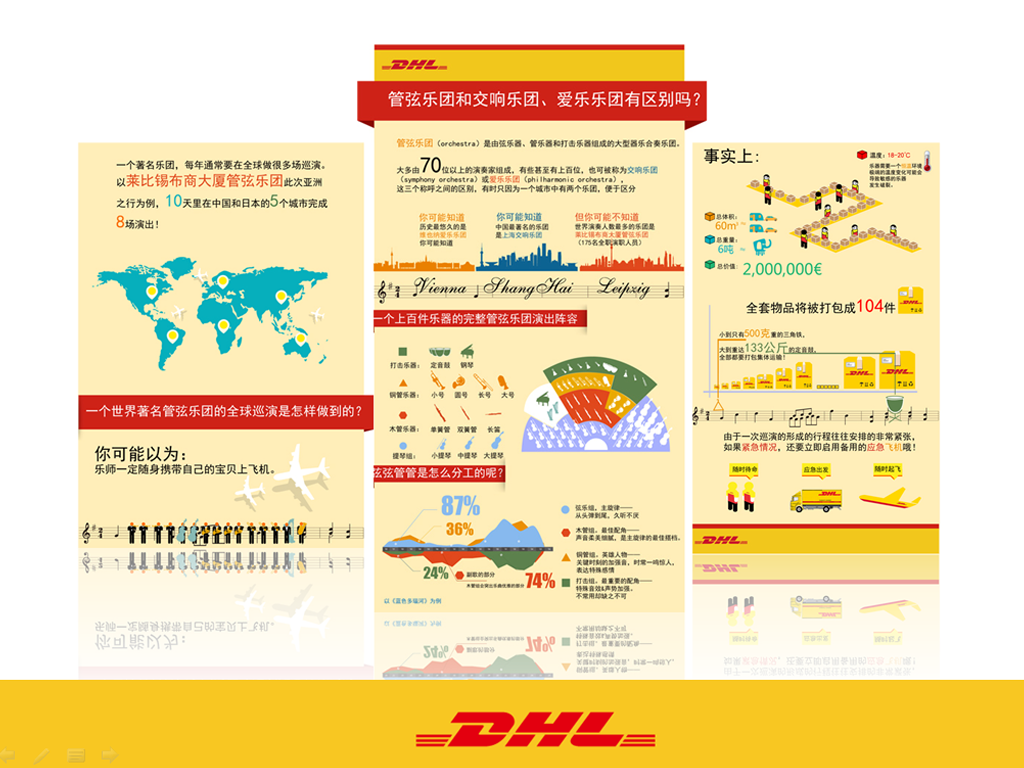 DHL
管弦乐团和交响乐团、爱乐乐团有区别吗？
管弦乐团（orchestra）是由弦乐器、管乐器和打击乐器组成的大型器乐合奏乐团。
大多由70位以上的演奏家组成，有些甚至有上百位，也可被称为交响乐团
（symphony orchestra）或爱乐乐团（philharmonic orchestra），
这三个称呼之间的区别，有时只因为一个城市中有两个乐团，便于区分
你可能知道
历史最悠久的是
维也纳爱乐乐团
你可能知道
你可能知道
中国最著名的乐团
是上海交响乐团
但你可能不知道
世界演奏人数最多的乐团是
莱比锡布商大厦管弦乐团
（175名全职演职人员）
Vienna
ShangHai
Leipzig
一个上百件乐器的完整管弦乐团演出阵容
打击乐器：
定音鼓
钢琴
铜管乐器：
小号
圆号
长号
大号
木管乐器：
单簧管
双簧管
长笛
提琴组：
小提琴
中提琴
大提琴
弦弦管管是怎么分工的呢？
87%
36%
24%
74%
副歌的部分
以《蓝色多瑙河》为例
弦乐组，主旋律——
从头弹到尾，久听不厌
木管组，最佳配角——
声音柔美细腻，是主旋律的最佳搭档。
铜管组，英雄人物——
关键时刻的加强音，时常一鸣惊人，
表达特殊感情
打击组，最重要的配角——
特殊音效&声势加强。
不常用却缺之不可
一个著名乐团，每年通常要在全球做很多场巡演。
以莱比锡布商大厦管弦乐团此次亚洲
之行为例，10天里在中国和日本的5个城市完成
8场演出！
一个世界著名管弦乐团的全球巡演是怎样做到的？
你可能以为：
乐师一定随身携带自己的宝贝上飞机。
事实上：
温度：18-20℃
乐器需要一个恒温环境
极端的温度变化可能会
导致敏感的乐器
发生破裂。
总体积：
60m³
总重量：
6吨
总价值：
2,000,000€
全套物品将被打包成104件
小到只有500克重的三角铁，
大到重达133公斤的定音鼓，
全部都要打包集体运输！
由于一次巡演的形成的行程往往安排的非常紧张，
如果紧急情况，还要立即启用备用的应急飞机哦！
随时待命
应急出发
随时起飞
DHL
DHL